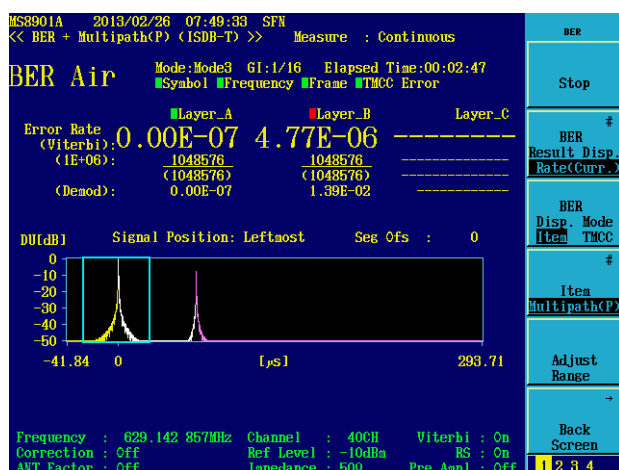 MS8901A 2013/02/26 07:49:33 SFN
<< BER + Multipath(P) (ISDB-T) >> Measure : Continuous
BER Air
Mode:Mode3 GI:1/16 Elapsed Time:00:02:47
Symbol Frequency Frame TMCC Error
Layer_A Layer_B Layer_C
Error Rate
(Viterbi): 0.00E-07 4.77E-06 --------
(1E+06): 1048576 1048576 -------------
(1048576) (1048576) -------------
(Demod): 0.00E-07 1.39E-02 -------------
DU[dB] Signal Position: Leftmost Seg Ofs : 0
0
-10
-20
-30
-40
-50
-41.84 0 [μS] 293.71
Frequency : 629.142 857MHz Channel : 40CH Viterbi : On
Correction : Off Ref Level : -10dBm RS : On
ANT Factor : Off Impedance : 50Ω Pre Ampl : Off
BER
Stop
#
BER
Result Disp.
Rate(Curr.)
BER
Disp. Mode
Item TMCC
#
Item
Multipath(P)
Adjust
Range
→
Back
Screen
1 2 3 4